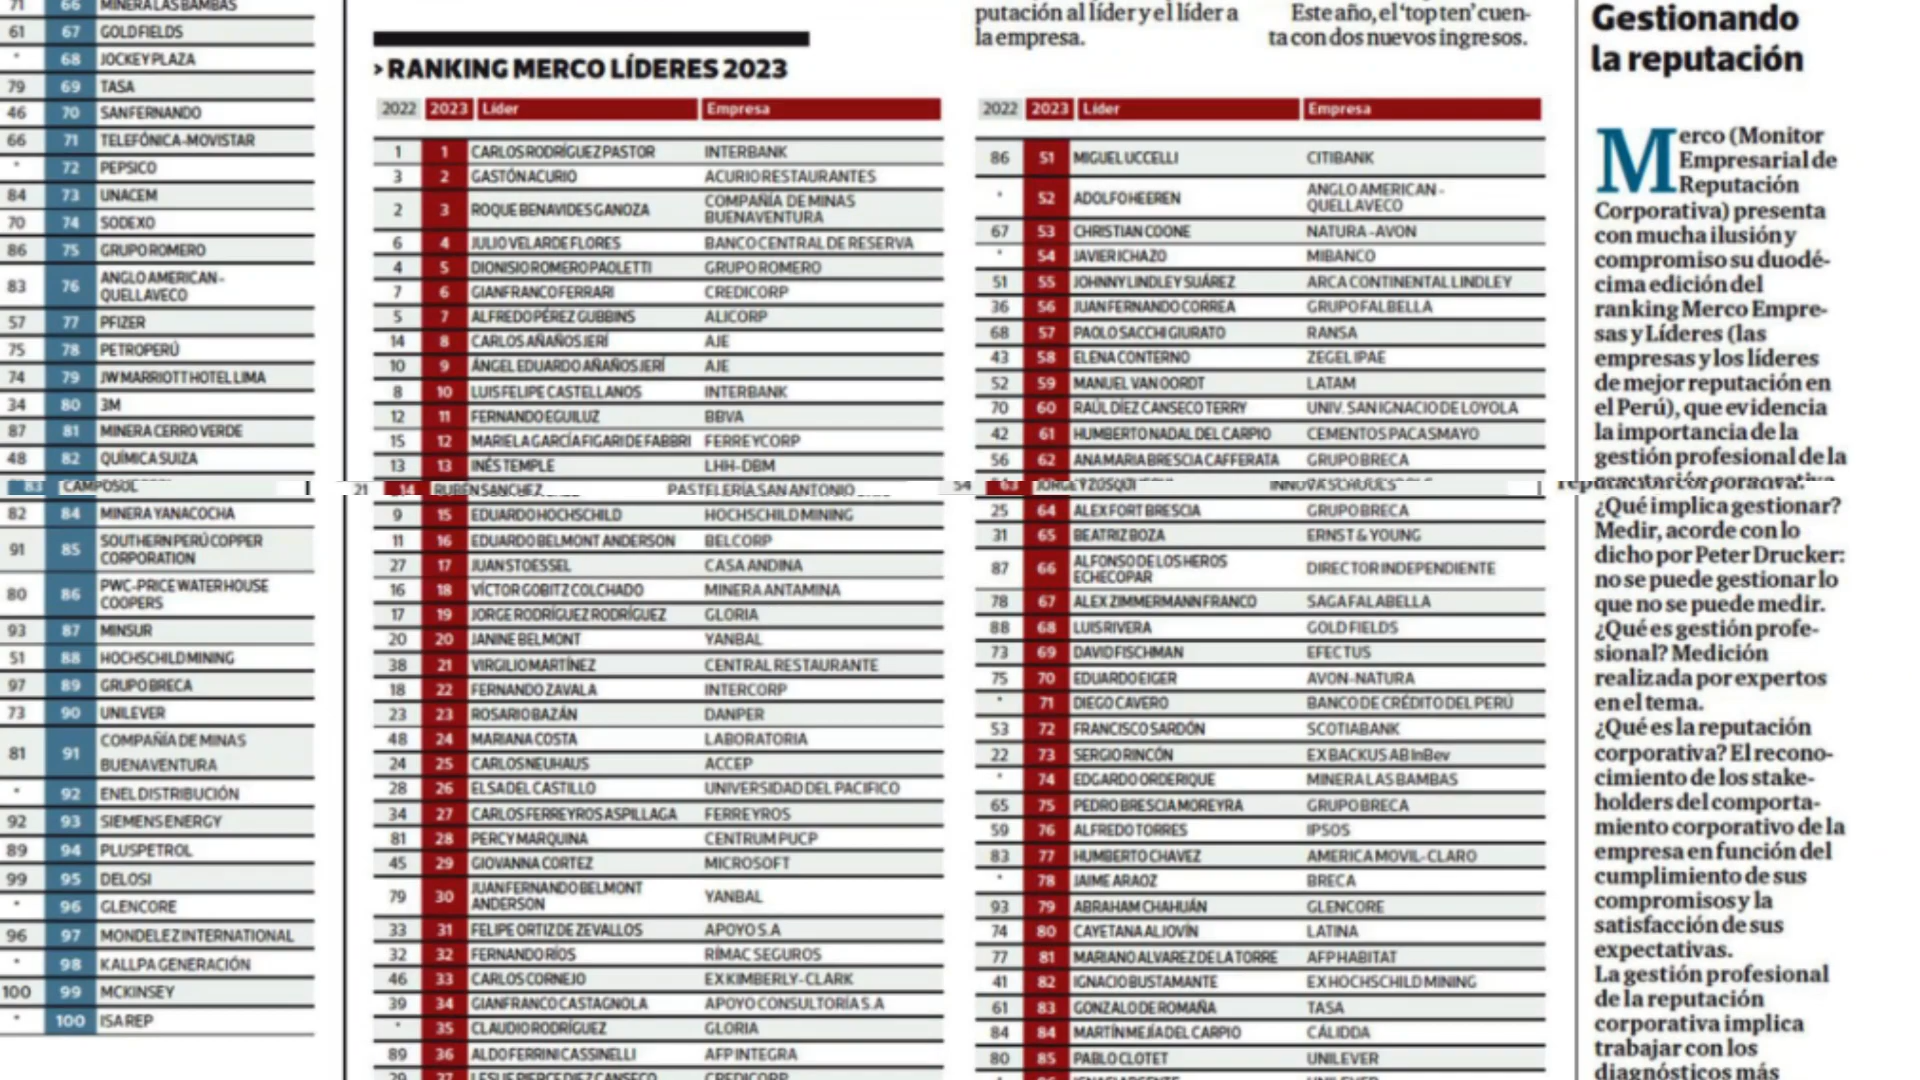 71 66 MINERA LAS BAMBAS
61 67 GOLD FIELDS
* 68 JOCKEY PLAZA
79 69 TASA
46 70 SAN FERNANDO
66 71 TELEFÓNICA-MOVISTAR
* 72 PEPSICO
84 73 UNACEM
70 74 SODEXO
86 75 GRUPO ROMERO
83 76 ANGLO AMERICAN -
QUELLAVECO
57 77 PFIZER
75 78 PETROPERÚ
74 79 JW MARRIOTT HOTEL LIMA
34 80 3M
87 81 MINERA CERRO VERDE
48 82 QUÍMICA SUIZA
83 CAMPOSOL
82 84 MINERA YANACOCHA
91 85 SOUTHERN PERÚ COPPER
CORPORATION
80 86 PWC-PRICE WATERHOUSE
COOPERS
93 87 MINSUR
51 88 HOCHSCHILD MINING
97 89 GRUPO BRECA
73 90 UNILEVER
81 91 COMPAÑÍA DE MINAS
BUENAVENTURA
* 92 ENEL DISTRIBUCIÓN
92 93 SIEMENS ENERGY
89 94 PLUSPETROL
99 95 DELOSI
* 96 GLENCORE
96 97 MONDELEZ INTERNATIONAL
* 98 KALLPA GENERACIÓN
100 99 MCKINSEY
* 100 ISA REP
› RANKING MERCO LÍDERES 2023
2022 2023 Líder Empresa
1 1 CARLOS RODRÍGUEZ PASTOR INTERBANK
3 2 GASTÓN ACURIO ACURIO RESTAURANTES
2 3 ROQUE BENAVIDES GANOZA COMPAÑÍA DE MINAS
BUENAVENTURA
6 4 JULIO VELARDE FLORES BANCO CENTRAL DE RESERVA
4 5 DIONISIO ROMERO PAOLETTI GRUPO ROMERO
7 6 GIANFRANCO FERRARI CREDICORP
5 7 ALFREDO PÉREZ GUBBINS ALICORP
14 8 CARLOS AÑAÑOS JERÍ AJE
10 9 ÁNGEL EDUARDO AÑAÑOS JERÍ AJE
8 10 LUIS FELIPE CASTELLANOS INTERBANK
12 11 FERNANDO EGUILUZ BBVA
15 12 MARIELA GARCÍA FIGARI DE FABBRI FERREYCORP
13 13 INÉS TEMPLE LHH-DBM
21 14 RUBÉN SANCHEZ PASTELERÍA SAN ANTONIO
9 15 EDUARDO HOCHSCHILD HOCHSCHILD MINING
11 16 EDUARDO BELMONT ANDERSON BELCORP
27 17 JUAN STOESSEL CASA ANDINA
16 18 VÍCTOR GOBITZ COLCHADO MINERA ANTAMINA
17 19 JORGE RODRÍGUEZ RODRÍGUEZ GLORIA
20 20 JANINE BELMONT YANBAL
38 21 VIRGILIO MARTÍNEZ CENTRAL RESTAURANTE
18 22 FERNANDO ZAVALA INTERCORP
23 23 ROSARIO BAZÁN DANPER
48 24 MARIANA COSTA LABORATORIA
24 25 CARLOS NEUHAUS ACCEP
28 26 ELSA DEL CASTILLO UNIVERSIDAD DEL PACIFICO
34 27 CARLOS FERREYROS ASPILLAGA FERREYROS
81 28 PERCY MARQUINA CENTRUM PUCP
45 29 GIOVANNA CORTEZ MICROSOFT
79 30 JUAN FERNANDO BELMONT
ANDERSON YANBAL
33 31 FELIPE ORTIZ DE ZEVALLOS APOYO S.A
32 32 FERNANDO RÍOS RÍMAC SEGUROS
46 33 CARLOS CORNEJO EX KIMBERLY-CLARK
39 34 GIANFRANCO CASTAGNOLA APOYO CONSULTORÍA S.A
* 35 CLAUDIO RODRÍGUEZ GLORIA
89 36 ALDO FERRINI CASSINELLI AFP INTEGRA
29 37 LESLIE PIERCE DIEZ CANSECO CREDICORP
putación al líder y el líder a
la empresa.
Este año, el ‘top ten’ cuen-
ta con dos nuevos ingresos.
2022 2023 Líder Empresa
86 51 MIGUEL UCCELLI CITIBANK
* 52 ADOLFO HEEREN ANGLO AMERICAN -
QUELLAVECO
67 53 CHRISTIAN COONE NATURA - AVON
* 54 JAVIER ICHAZO MIBANCO
51 55 JOHNNY LINDLEY SUÁREZ ARCA CONTINENTAL LINDLEY
36 56 JUAN FERNANDO CORREA GRUPO FALBELLA
68 57 PAOLO SACCHI GIURATO RANSA
43 58 ELENA CONTERNO ZEGEL IPAE
52 59 MANUEL VAN OORDT LATAM
70 60 RAÚL DÍEZ CANSECO TERRY UNIV. SAN IGNACIO DE LOYOLA
42 61 HUMBERTO NADAL DEL CARPIO CEMENTOS PACASMAYO
56 62 ANA MARIA BRESCIA CAFFERATA GRUPO BRECA
54 63 JORGE YZUSQUI INNOVA SCHOOLS
25 64 ALEX FORT BRESCIA GRUPO BRECA
31 65 BEATRIZ BOZA ERNST & YOUNG
87 66 ALFONSO DE LOS HEROS
ECHECOPAR DIRECTOR INDEPENDIENTE
78 67 ALEX ZIMMERMANN FRANCO SAGA FALABELLA
88 68 LUIS RIVERA GOLD FIELDS
73 69 DAVID FISCHMAN EFECTUS
75 70 EDUARDO EIGER AVON-NATURA
* 71 DIEGO CAVERO BANCO DE CRÉDITO DEL PERÚ
53 72 FRANCISCO SARDÓN SCOTIABANK
22 73 SERGIO RINCÓN EX BACKUS AB InBev
* 74 EDGARDO ORDERIQUE MINERA LAS BAMBAS
65 75 PEDRO BRESCIA MOREYRA GRUPO BRECA
59 76 ALFREDO TORRES IPSOS
83 77 HUMBERTO CHAVEZ AMERICA MOVIL-CLARO
* 78 JAIME ARAOZ BRECA
93 79 ABRAHAM CHAHUÁN GLENCORE
74 80 CAYETANA ALJOVÍN LATINA
77 81 MARIANO ALVAREZ DE LA TORRE AFP HABITAT
41 82 IGNACIO BUSTAMANTE EX HOCHSCHILD MINING
61 83 GONZALO DE ROMAÑA TASA
84 84 MARTÍN MEJÍA DEL CARPIO CÁLIDDA
80 85 PABLO CLOTET UNILEVER
Gestionando
la reputación
Merco (Monitor
Empresarial de
Reputación
Corporativa) presenta
con mucha ilusión y
compromiso su duodé-
cima edición del
ranking Merco Empre-
sas y Líderes (las
empresas y los líderes
de mejor reputación en
el Perú), que evidencia
la importancia de la
gestión profesional de la
¿Qué implica gestionar?
Medir, acorde con lo
dicho por Peter Drucker:
no se puede gestionar lo
que no se puede medir.
¿Qué es gestión profe-
sional? Medición
realizada por expertos
en el tema.
¿Qué es la reputación
corporativa? El recono-
cimiento de los stake-
holders del comporta-
miento corporativo de la
empresa en función del
cumplimiento de sus
compromisos y la
satisfacción de sus
expectativas.
La gestión profesional
de la reputación
corporativa implica
trabajar con los
diagnósticos más